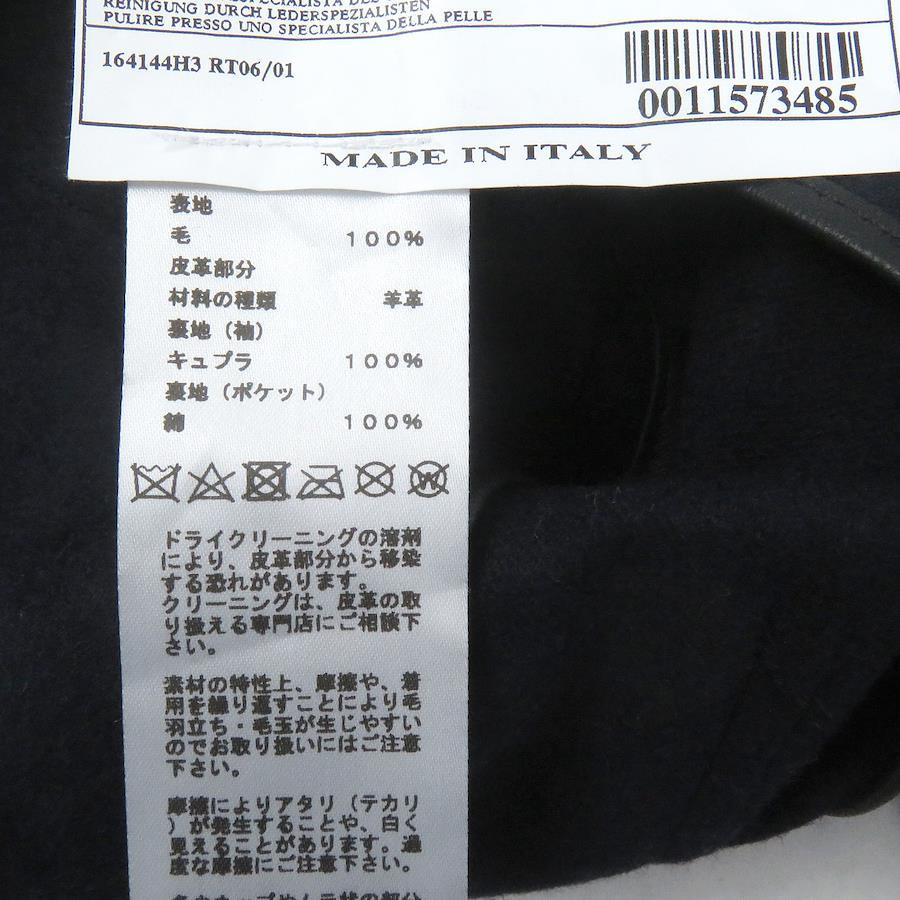 SPECIALISTA DES
REINIGUNG DURCH LEDERSPEZIALISTEN
PULIRE PRESSO UNO SPECIALISTA DELLA PELLE
164144H3 RT06/01
0011573485
MADE IN ITALY
表地
毛 100%
皮革部分
材料の種類 羊革
裏地(袖)
キュプラ 100%
裏地(ポケット)
綿 100%
W
ドライクリーニングの溶剤
により、皮革部分から移染
する恐れがあります。
クリーニングは、皮革の取
り扱える専門店にご相談下
さい。
素材の特性上、摩擦や、着
用を繰り返すことにより毛
羽立ち・毛玉が生じやすい
のでお取り扱いにはご注意
下さい。
摩擦によりアタリ(テカリ
)が発生することや、白く
見えることがあります。過
度な摩擦にご注意下さい。